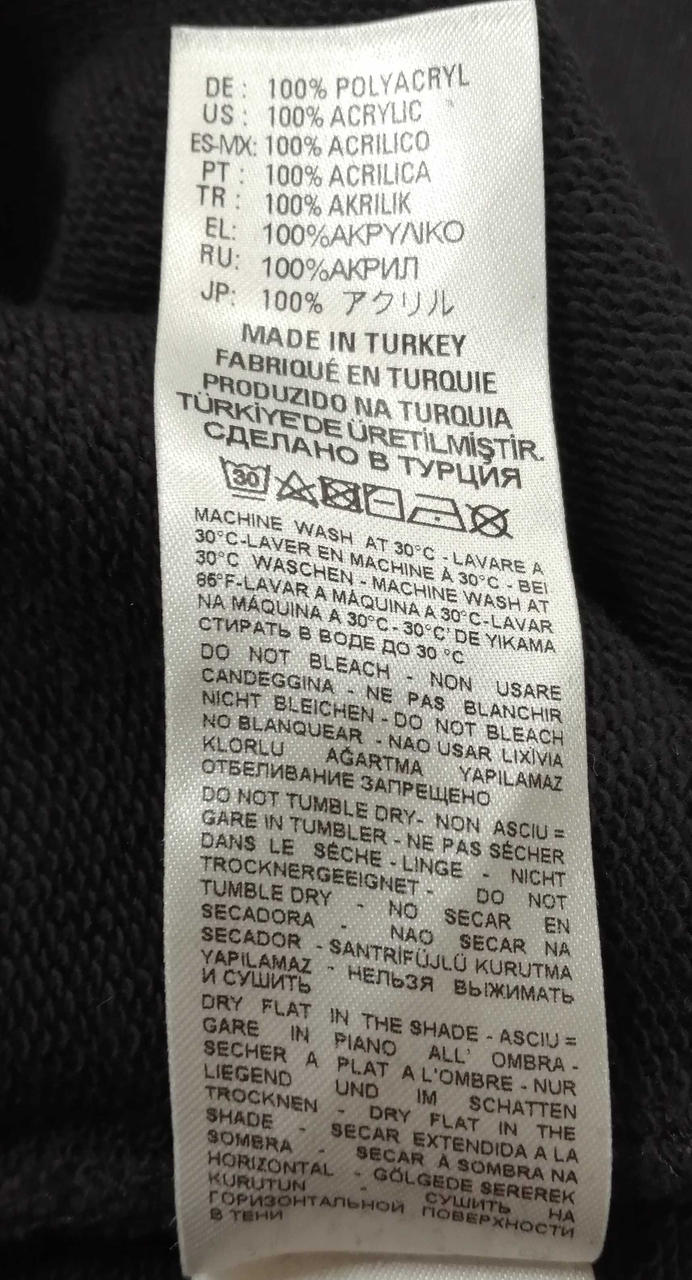 DE : 100% POLYACRYL
US : 100% ACRYLIC
ES-MX: 100% ACRILICO
PT : 100% ACRILICA
TR : 100% AKRILIK
EL: 100%ΑΚΡΥΛΙΚΟ
RU: 100%АКРИЛ
JP: 100% アクリル
MADE IN TURKEY
FABRIQUÉ EN TURQUIE
PRODUZIDO NA TURQUIA
TÜRKİYE'DE ÜRETİLMİŞTİR.
СДЕЛАНО В ТУРЦИЯ
30
MACHINE WASH AT 30°C - LAVARE A
30°C-LAVER EN MACHINE À 30°C - BEI
30°C WASCHEN - MACHINE WASH AT
86°F-LAVAR A MÁQUINA A 30°C-LAVAR
NA MÁQUINA A 30°C - 30°C' DE YIKAMA
СТИРАТЬ В ВОДЕ ДО 30 °C
DO NOT BLEACH - NON USARE
CANDEGGINA - NE PAS BLANCHIR
NICHT BLEICHEN - DO NOT BLEACH
NO BLANQUEAR - NAO USAR LIXÍVIA
KLORLU AĞARTMA YAPILAMAZ
ОТБЕЛИВАНИЕ ЗАПРЕЩЕНО
DO NOT TUMBLE DRY- NON ASCIU =
GARE IN TUMBLER - NE PAS SÉCHER
DANS LE SÉCHE - LINGE - NICHT
TROCKNERGEEIGNET - DO NOT
TUMBLE DRY - NO SECAR EN
SECADORA - NAO SECAR NA
SECADOR - SANTRİFÜJLÜ KURUTMA
YAPILAMAZ - НЕЛЬЗЯ ВЫЖИМАТЬ
И СУШИТЬ
DRY FLAT IN THE SHADE - ASCIU =
GARE IN PIANO ALL' OMBRA -
SECHER A PLAT A L'OMBRE - NUR
LIEGEND UND IM SCHATTEN
TROCKNEN - DRY FLAT IN THE
SHADE - SECAR EXTENDIDA A LA
SOMBRA - SECAR À SOMBRA NA
HORIZONTAL - GÖLGEDE SEREREK
KURUTUN - СУШИТЬ НА
ГОРИЗОНТАЛЬНОЙ ПОВЕРХНОСТИ
В ТЕНИ